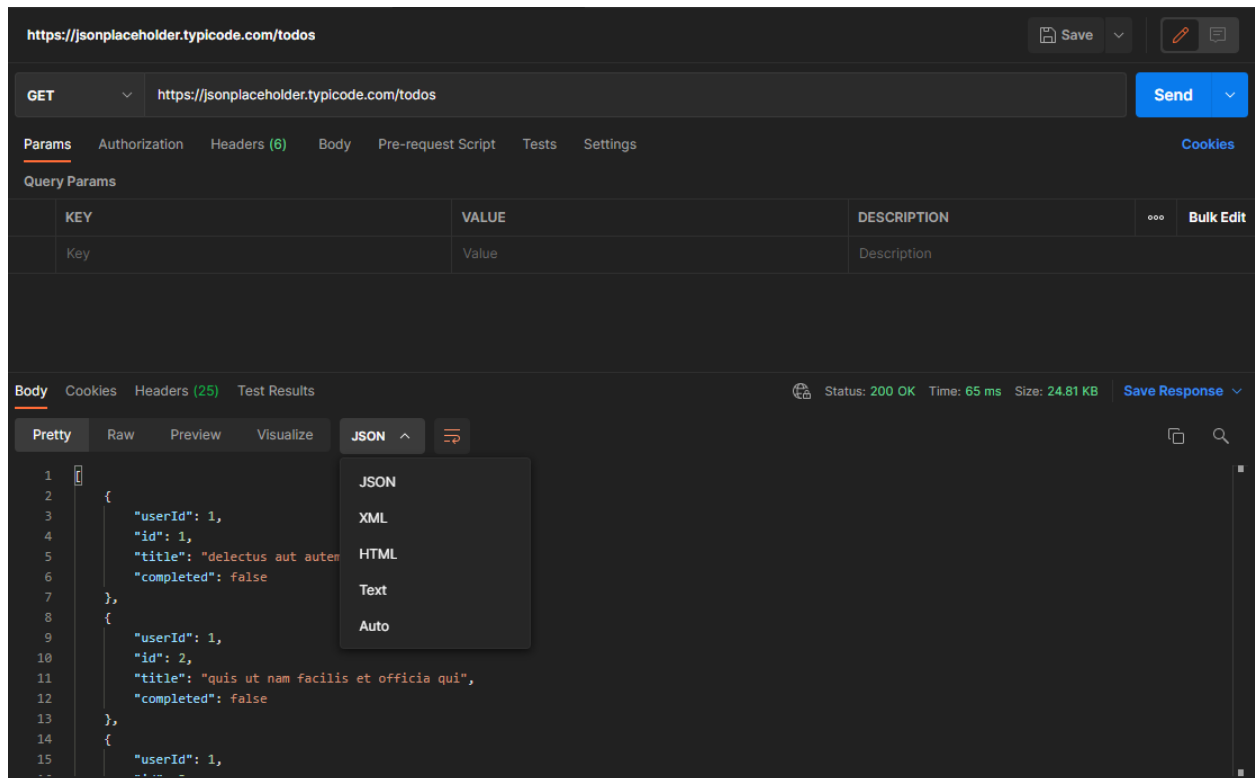 https://jsonplaceholder.typicode.com/todos Save
GET https://jsonplaceholder.typicode.com/todos Send
Params Authorization Headers (6) Body Pre-request Script Tests Settings Cookies
Query Params
KEY VALUE DESCRIPTION Bulk Edit
Key Value Description
Body Cookies Headers (25) Test Results Status: 200 OK Time: 65 ms Size: 24.81 KB Save Response
Pretty Raw Preview Visualize JSON
JSON
XML
HTML
Text
Auto
1 [
2 {
3 "userId": 1,
4 "id": 1,
5 "title": "delectus aut autem
6 "completed": false
7 },
8 {
9 "userId": 1,
10 "id": 2,
11 "title": "quis ut nam facilis et officia qui",
12 "completed": false
13 },
14 {
15 "userId": 1,